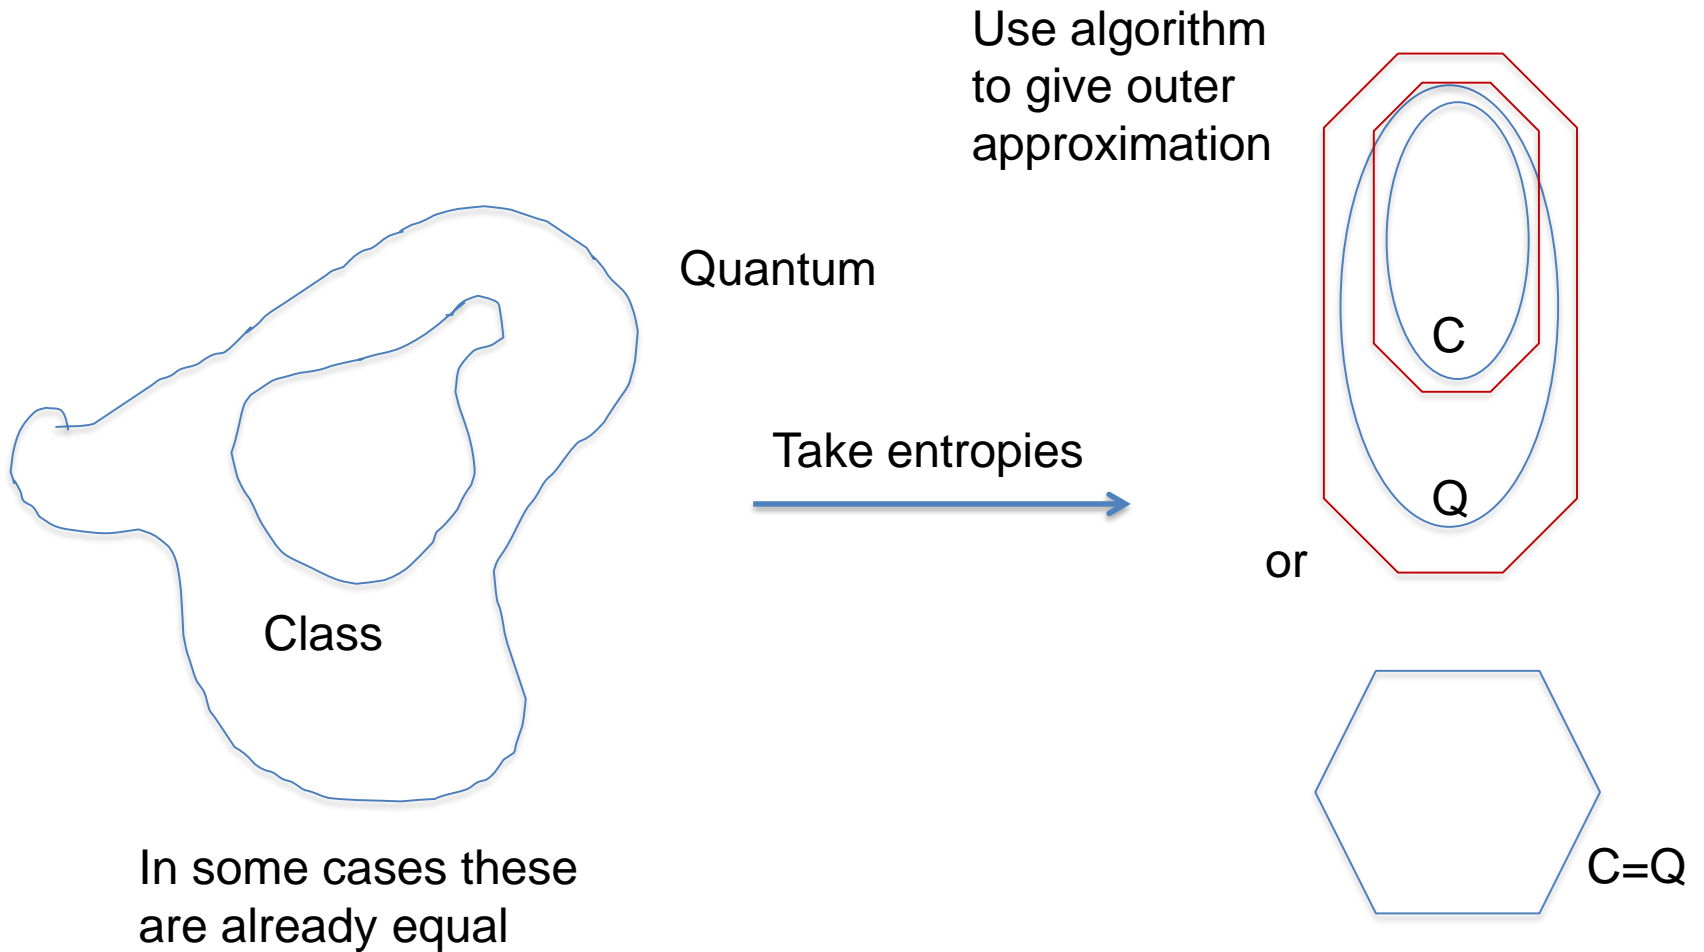 Use algorithm
to give outer
approximation
Quantum
C
Take entropies
Q
or
Class
In some cases these
are already equal
C=Q